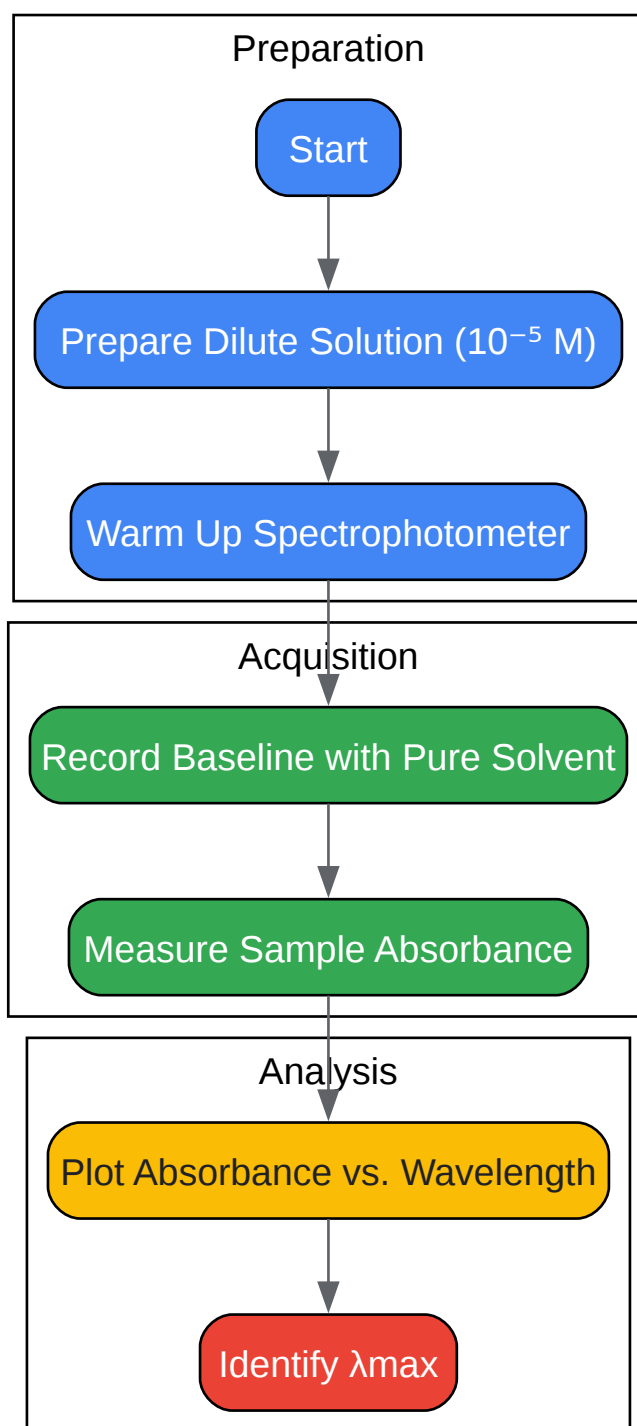 Preparation
Start
Prepare Dilute Solution (10⁻⁵ M)
Warm Up Spectrophotometer
Acquisition
Record Baseline with Pure Solvent
Measure Sample Absorbance
Analysis
Plot Absorbance vs. Wavelength
Identify λmax